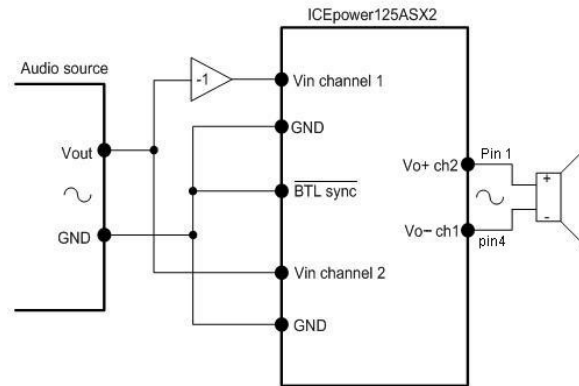 ICEpower125ASX2
Audio source
-1
Vin channel 1
GND
Vout
BTL sync
Vo+ ch2
Pin 1
+
-
GND
Vo− ch1
pin4
Vin channel 2
GND